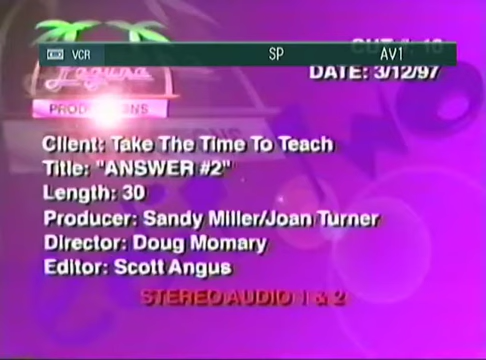 VCR SP AV1
DATE: 3/12/97
Laguna
PRODUCTIONS
Client: Take The Time To Teach
Title: "ANSWER #2"
Length: 30
Producer: Sandy Miller/Joan Turner
Director: Doug Momary
Editor: Scott Angus
STEREO AUDIO 1 & 2